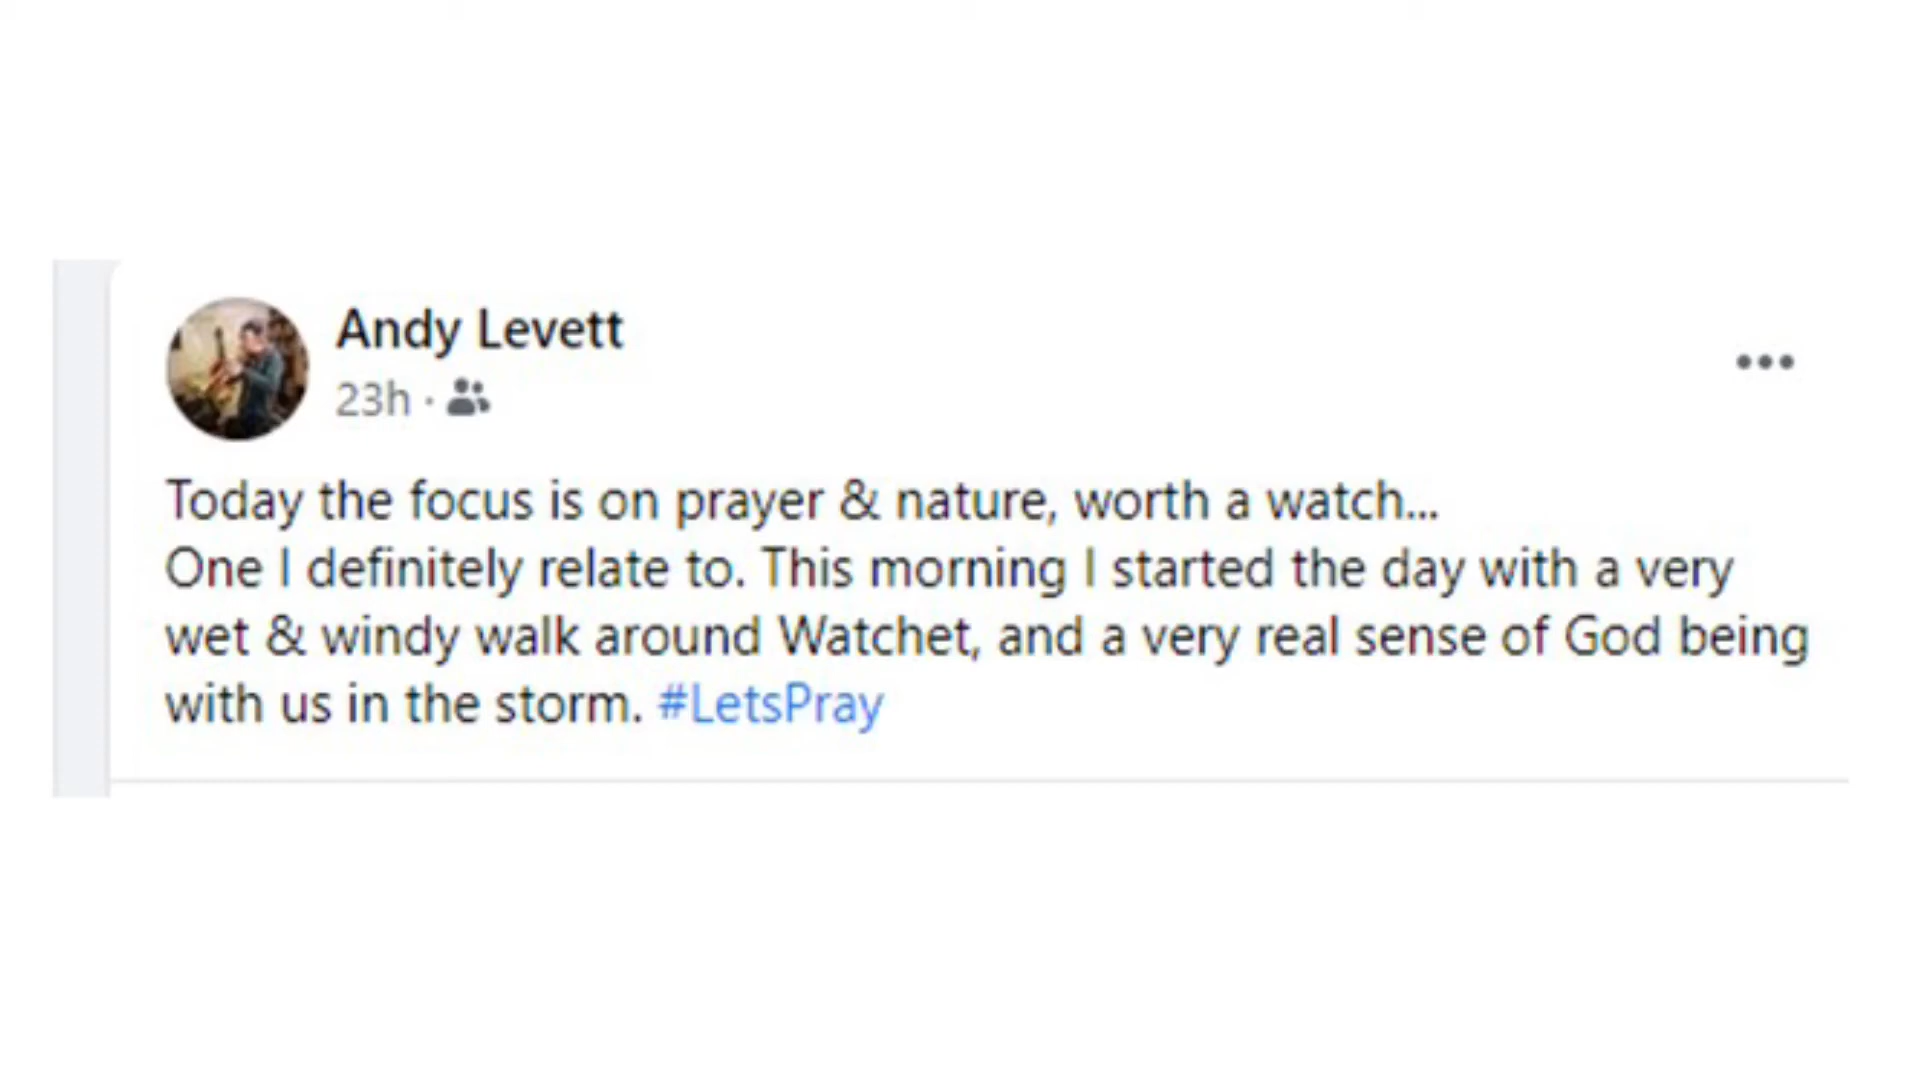 Andy Levett
23h ·
Today the focus is on prayer & nature, worth a watch...
One I definitely relate to. This morning I started the day with a very
wet & windy walk around Watchet, and a very real sense of God being
with us in the storm. #LetsPray